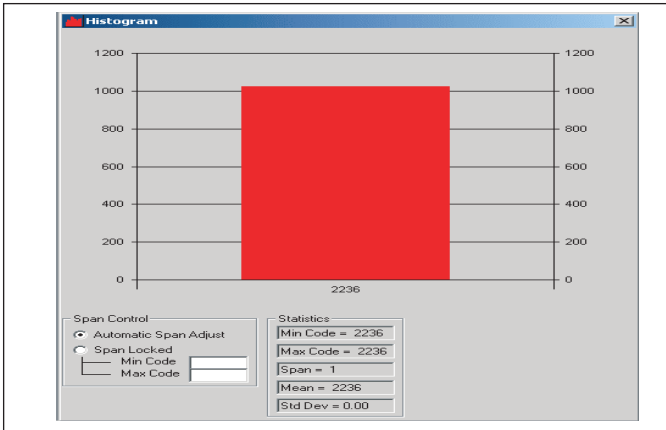 Histogram
1200 1200
1000 1000
800 800
600 600
400 400
200 200
0 0
2236
Span Control
Automatic Span Adjust
Span Locked
Min Code
Max Code
Statistics
Min Code = 2236
Max Code = 2236
Span = 1
Mean = 2236
Std Dev = 0.00